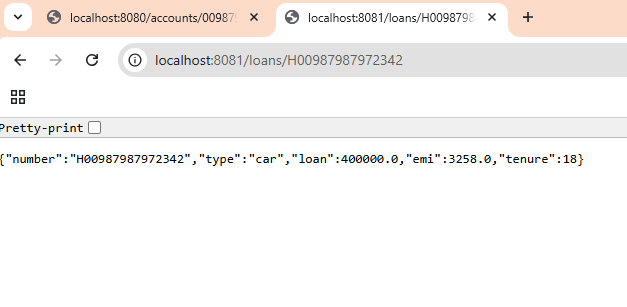 localhost:8080/accounts/00987
localhost:8081/loans/H0098798
localhost:8081/loans/H00987987972342
Pretty-print
{"number":"H00987987972342","type":"car","loan":400000.0,"emi":3258.0,"tenure":18}